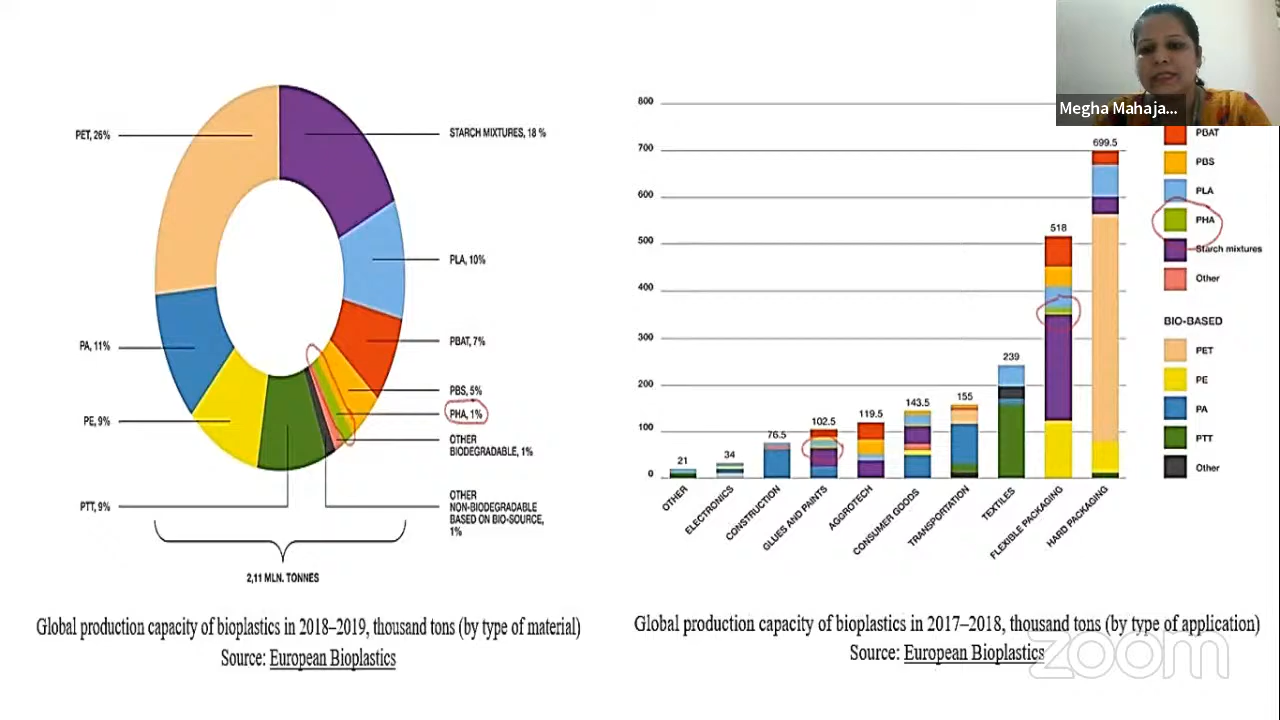 Megha Mahaja...
PET, 26%
STARCH MIXTURES, 18 %
PLA, 10%
PA, 11%
PBAT, 7%
PBS, 5%
PHA, 1%
PE, 9%
OTHER
BIODEGRADABLE, 1%
PTT, 9%
OTHER
NON-BIODEGRADABLE
BASED ON BIO-SOURCE,
1%
2,11 MLN. TONNES
Global production capacity of bioplastics in 2018–2019, thousand tons (by type of material)
Source: European Bioplastics
800
700
600
500
400
300
200
100
0
21
34
76.5
102.5
119.5
143.5
155
239
518
699.5
OTHER
ELECTRONICS
CONSTRUCTION
GLUES AND PAINTS
AGGROTECH
CONSUMER GOODS
TRANSPORTATION
TEXTILES
FLEXIBLE PACKAGING
HARD PACKAGING
PBAT
PBS
PLA
PHA
Starch mixtures
Other
BIO-BASED
PET
PE
PA
PTT
Other
Global production capacity of bioplastics in 2017–2018, thousand tons (by type of application)
Source: European Bioplastics
zoom